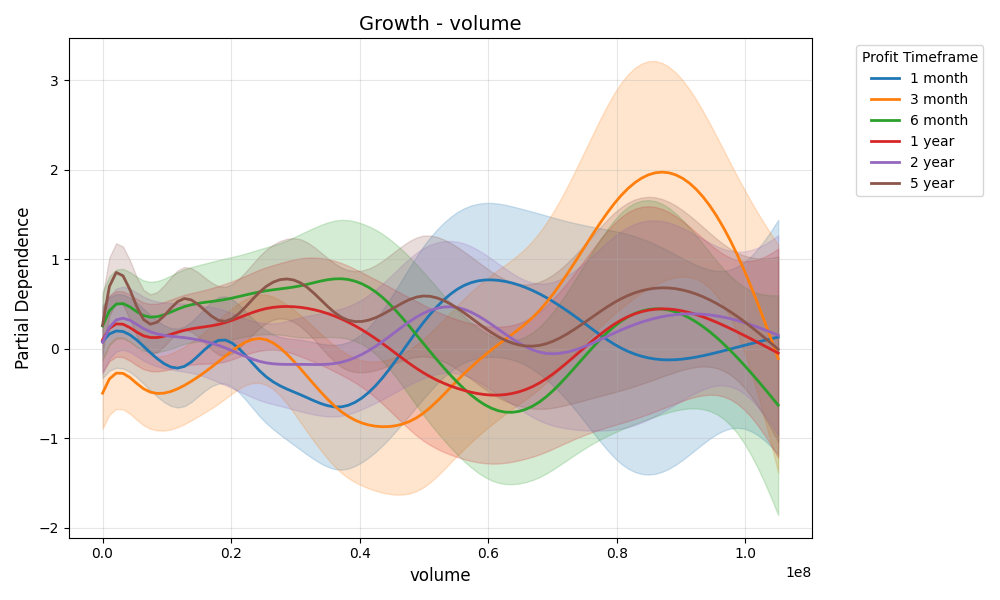 Growth - volume
Profit Timeframe
1 month
3 month
6 month
1 year
2 year
5 year
Partial Dependence
3
2
1
0
−1
−2
0.0 0.2 0.4 0.6 0.8 1.0
1e8
volume